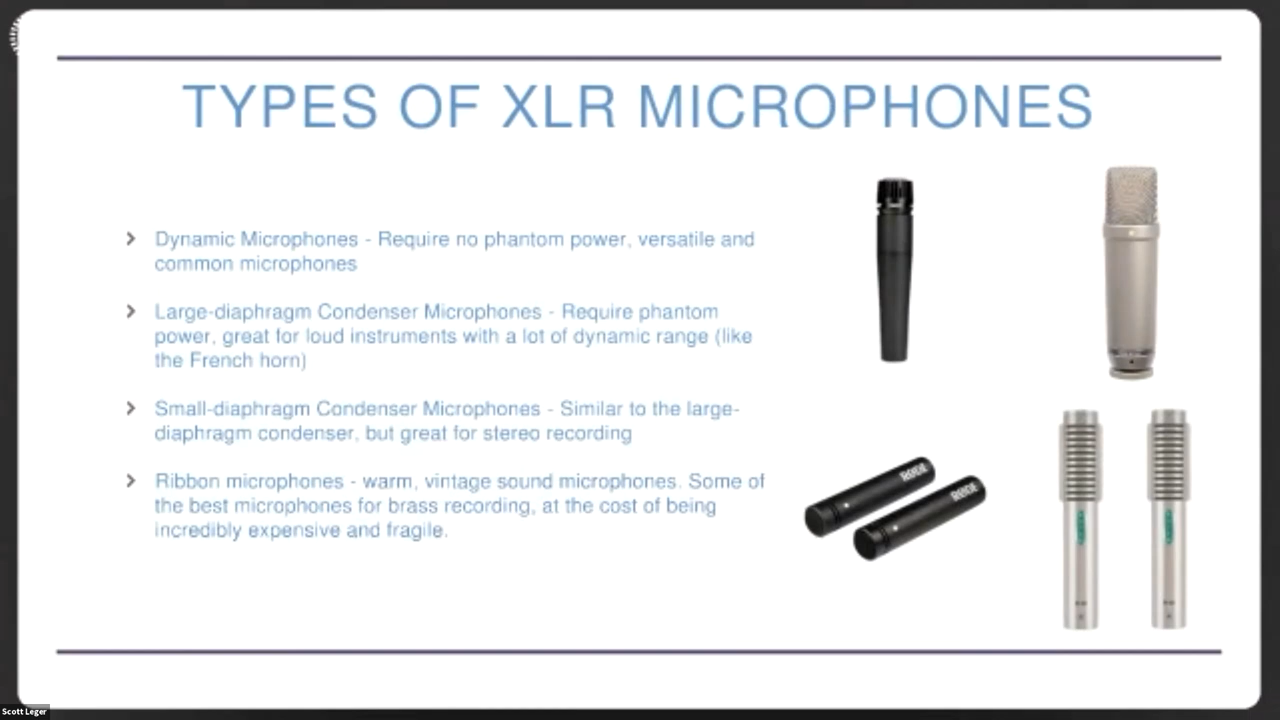 TYPES OF XLR MICROPHONES
Dynamic Microphones - Require no phantom power, versatile and
common microphones
Large-diaphragm Condenser Microphones - Require phantom
power, great for loud instruments with a lot of dynamic range (like
the French horn)
Small-diaphragm Condenser Microphones - Similar to the large-
diaphragm condenser, but great for stereo recording
Ribbon microphones - warm, vintage sound microphones. Some of
the best microphones for brass recording, at the cost of being
incredibly expensive and fragile.
RØDE
RØDE
Scott Leger